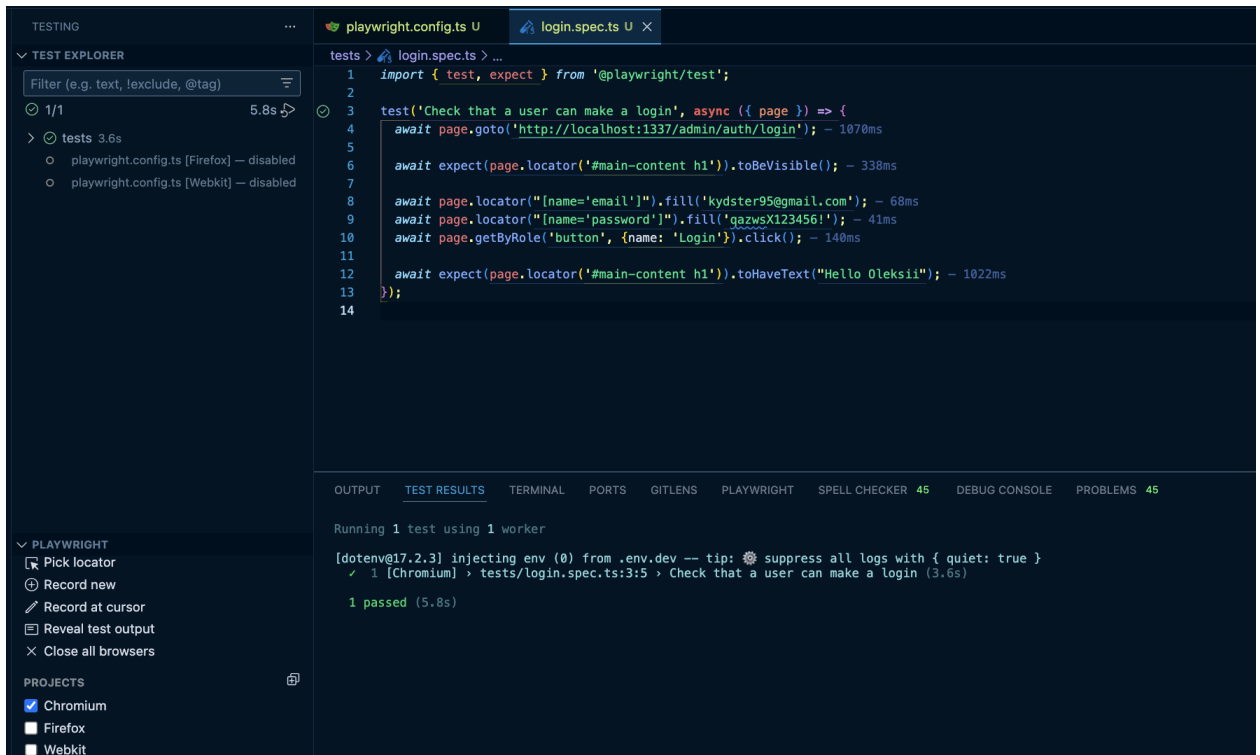 TESTING ...
TEST EXPLORER
Filter (e.g. text, !exclude, @tag)
1/1 5.8s
tests 3.6s
playwright.config.ts [Firefox] — disabled
playwright.config.ts [Webkit] — disabled
PLAYWRIGHT
Pick locator
Record new
Record at cursor
Reveal test output
Close all browsers
PROJECTS
Chromium
Firefox
Webkit
playwright.config.ts U login.spec.ts U
tests > login.spec.ts > ...
1 import { test, expect } from '@playwright/test';
2
3 test('Check that a user can make a login', async ({ page }) => {
4 await page.goto('http://localhost:1337/admin/auth/login'); — 1070ms
5
6 await expect(page.locator('#main-content h1')).toBeVisible(); — 338ms
7
8 await page.locator("[name='email']").fill('kydster95@gmail.com'); — 68ms
9 await page.locator("[name='password']").fill('qazwsX123456!'); — 41ms
10 await page.getByRole('button', {name: 'Login'}).click(); — 140ms
11
12 await expect(page.locator('#main-content h1')).toHaveText("Hello Oleksii"); — 1022ms
13 });
14
OUTPUT TEST RESULTS TERMINAL PORTS GITLENS PLAYWRIGHT SPELL CHECKER 45 DEBUG CONSOLE PROBLEMS 45
Running 1 test using 1 worker
[dotenv@17.2.3] injecting env (0) from .env.dev -- tip: ⚙️ suppress all logs with { quiet: true }
✓ 1 [Chromium] › tests/login.spec.ts:3:5 › Check that a user can make a login (3.6s)
1 passed (5.8s)